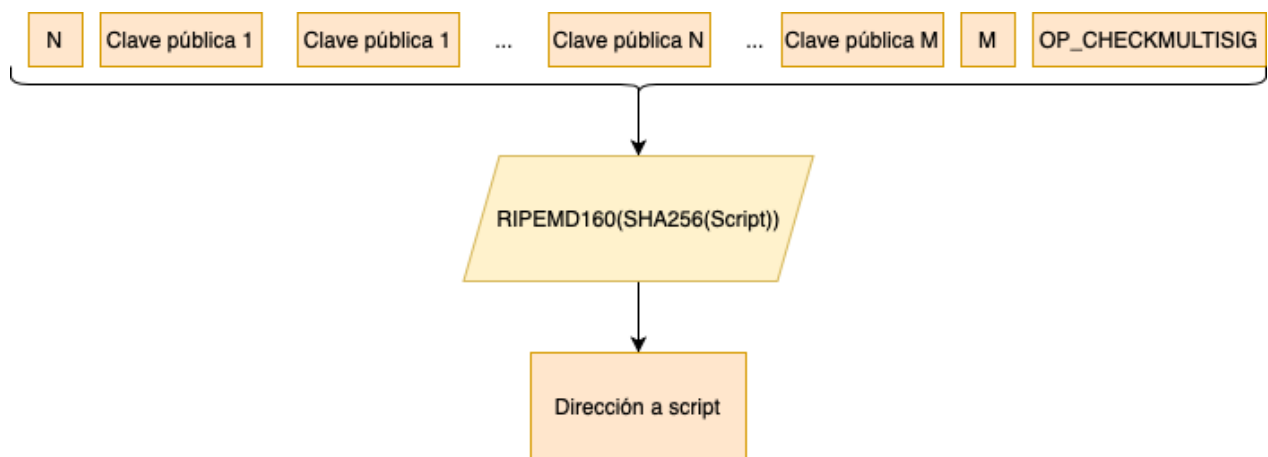 N Clave pública 1 Clave pública 1 ... Clave pública N ... Clave pública M M OP_CHECKMULTISIG
RIPEMD160(SHA256(Script))
Dirección a script